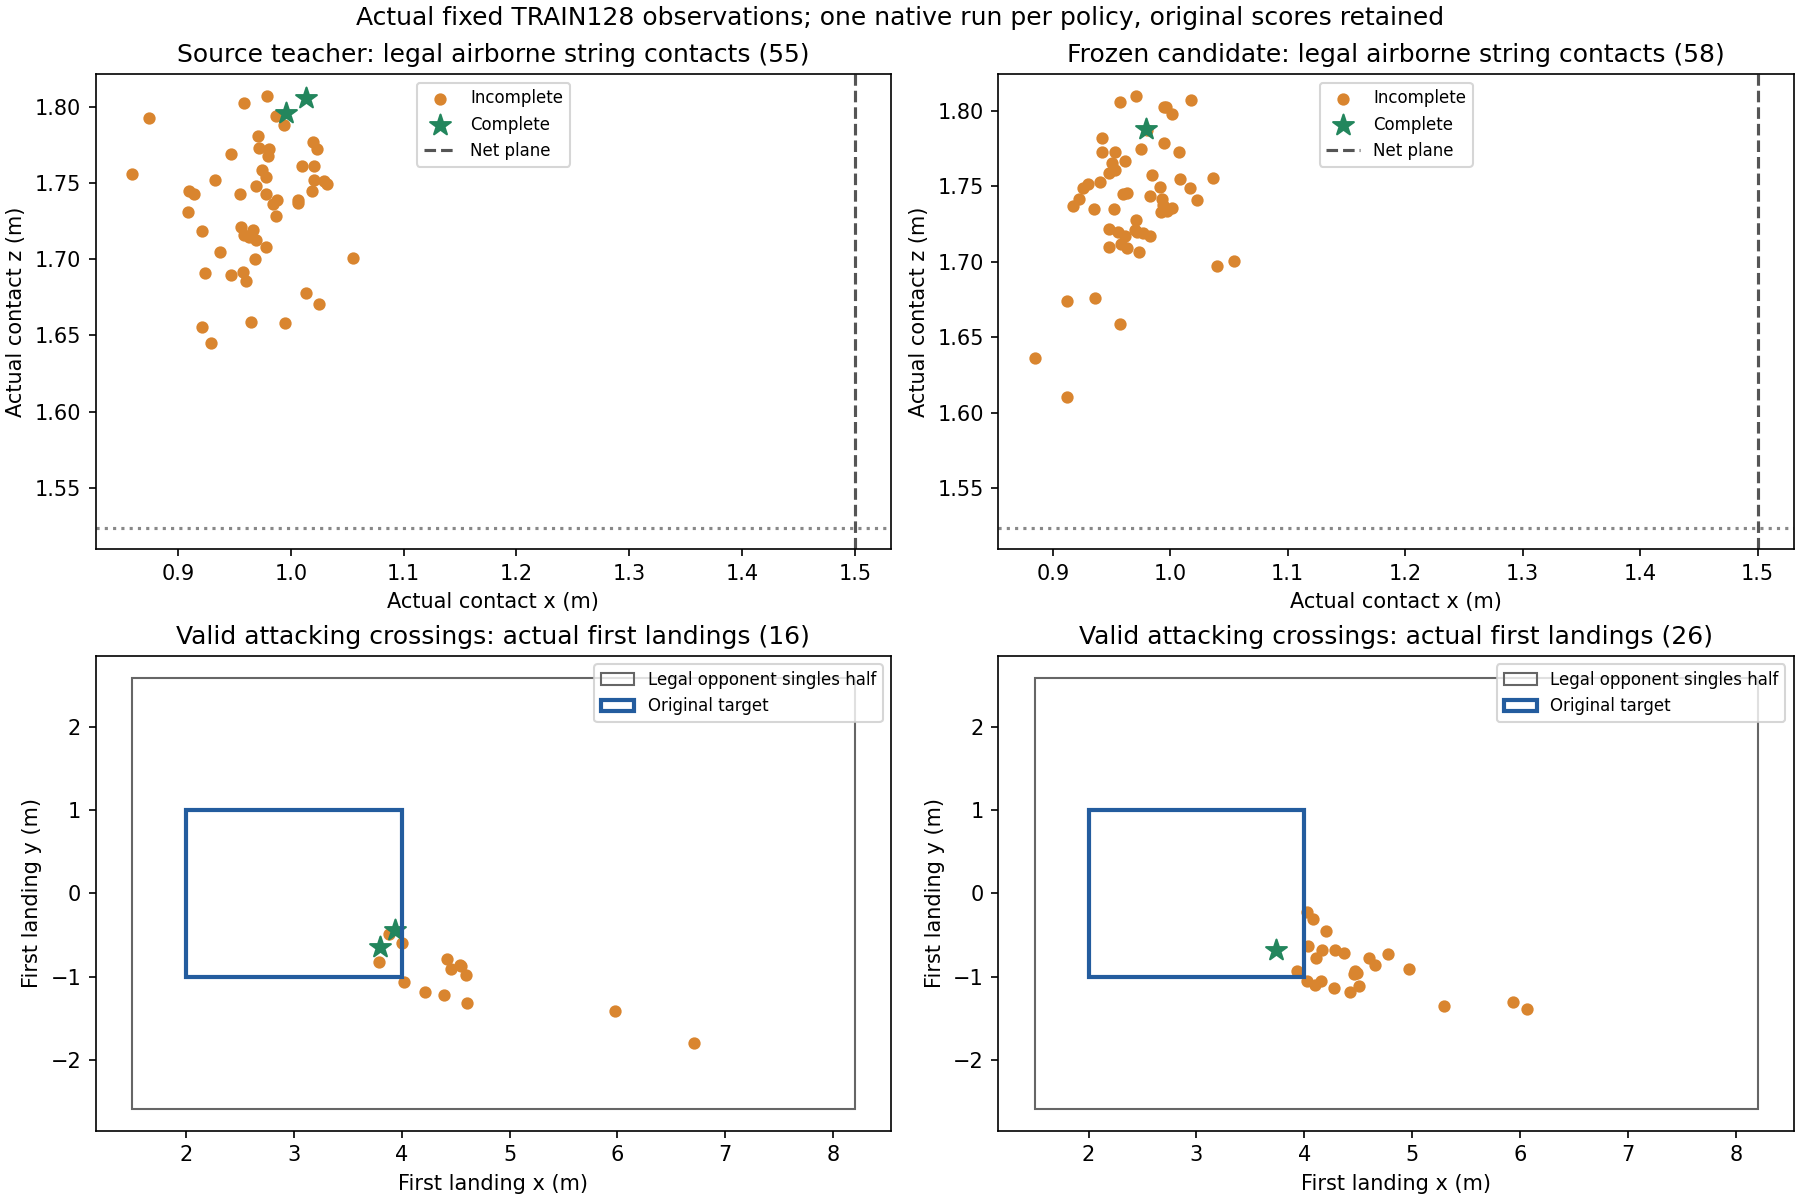 Actual fixed TRAIN128 observations; one native run per policy, original scores retained
Source teacher: legal airborne string contacts (55)
Incomplete
Complete
Net plane
Actual contact z (m)
1.80
1.75
1.70
1.65
1.60
1.55
0.9 1.0 1.1 1.2 1.3 1.4 1.5
Actual contact x (m)
Frozen candidate: legal airborne string contacts (58)
Incomplete
Complete
Net plane
Actual contact z (m)
1.80
1.75
1.70
1.65
1.60
1.55
0.9 1.0 1.1 1.2 1.3 1.4 1.5
Actual contact x (m)
Valid attacking crossings: actual first landings (16)
Legal opponent singles half
Original target
First landing y (m)
2
1
0
−1
−2
2 3 4 5 6 7 8
First landing x (m)
Valid attacking crossings: actual first landings (26)
Legal opponent singles half
Original target
First landing y (m)
2
1
0
−1
−2
2 3 4 5 6 7 8
First landing x (m)